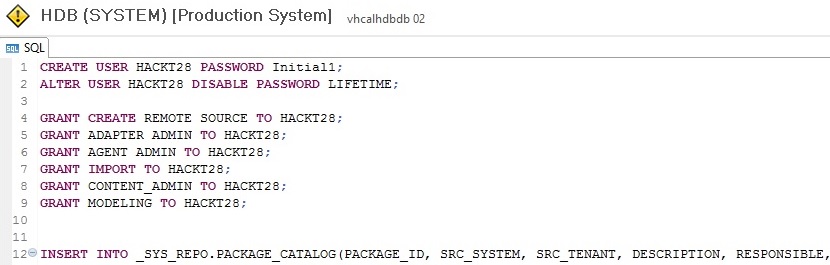 HDB (SYSTEM) [Production System] vhcalhdbdb 02
SQL SQL
1 CREATE USER HACKT28 PASSWORD Initial1;
2 ALTER USER HACKT28 DISABLE PASSWORD LIFETIME;
3
4 GRANT CREATE REMOTE SOURCE TO HACKT28;
5 GRANT ADAPTER ADMIN TO HACKT28;
6 GRANT AGENT ADMIN TO HACKT28;
7 GRANT IMPORT TO HACKT28;
8 GRANT CONTENT_ADMIN TO HACKT28;
9 GRANT MODELING TO HACKT28;
10
11
12 INSERT INTO _SYS_REPO.PACKAGE_CATALOG(PACKAGE_ID, SRC_SYSTEM, SRC_TENANT, DESCRIPTION, RESPONSIBLE,